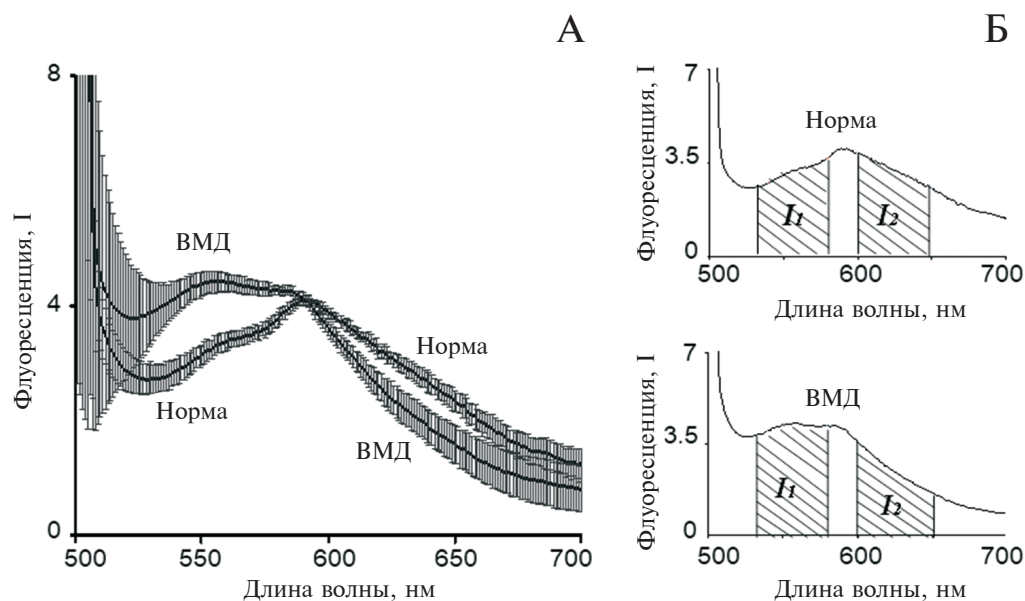 А
8
4
0
500
550
600
650
700
Флуоресценция, I
Длина волны, нм
ВМД
Норма
Норма
ВМД
Б
7
3.5
0
500
600
700
Флуоресценция, I
Длина волны, нм
Норма
I1
I2
7
3.5
0
500
600
700
Флуоресценция, I
Длина волны, нм
ВМД
I1
I2